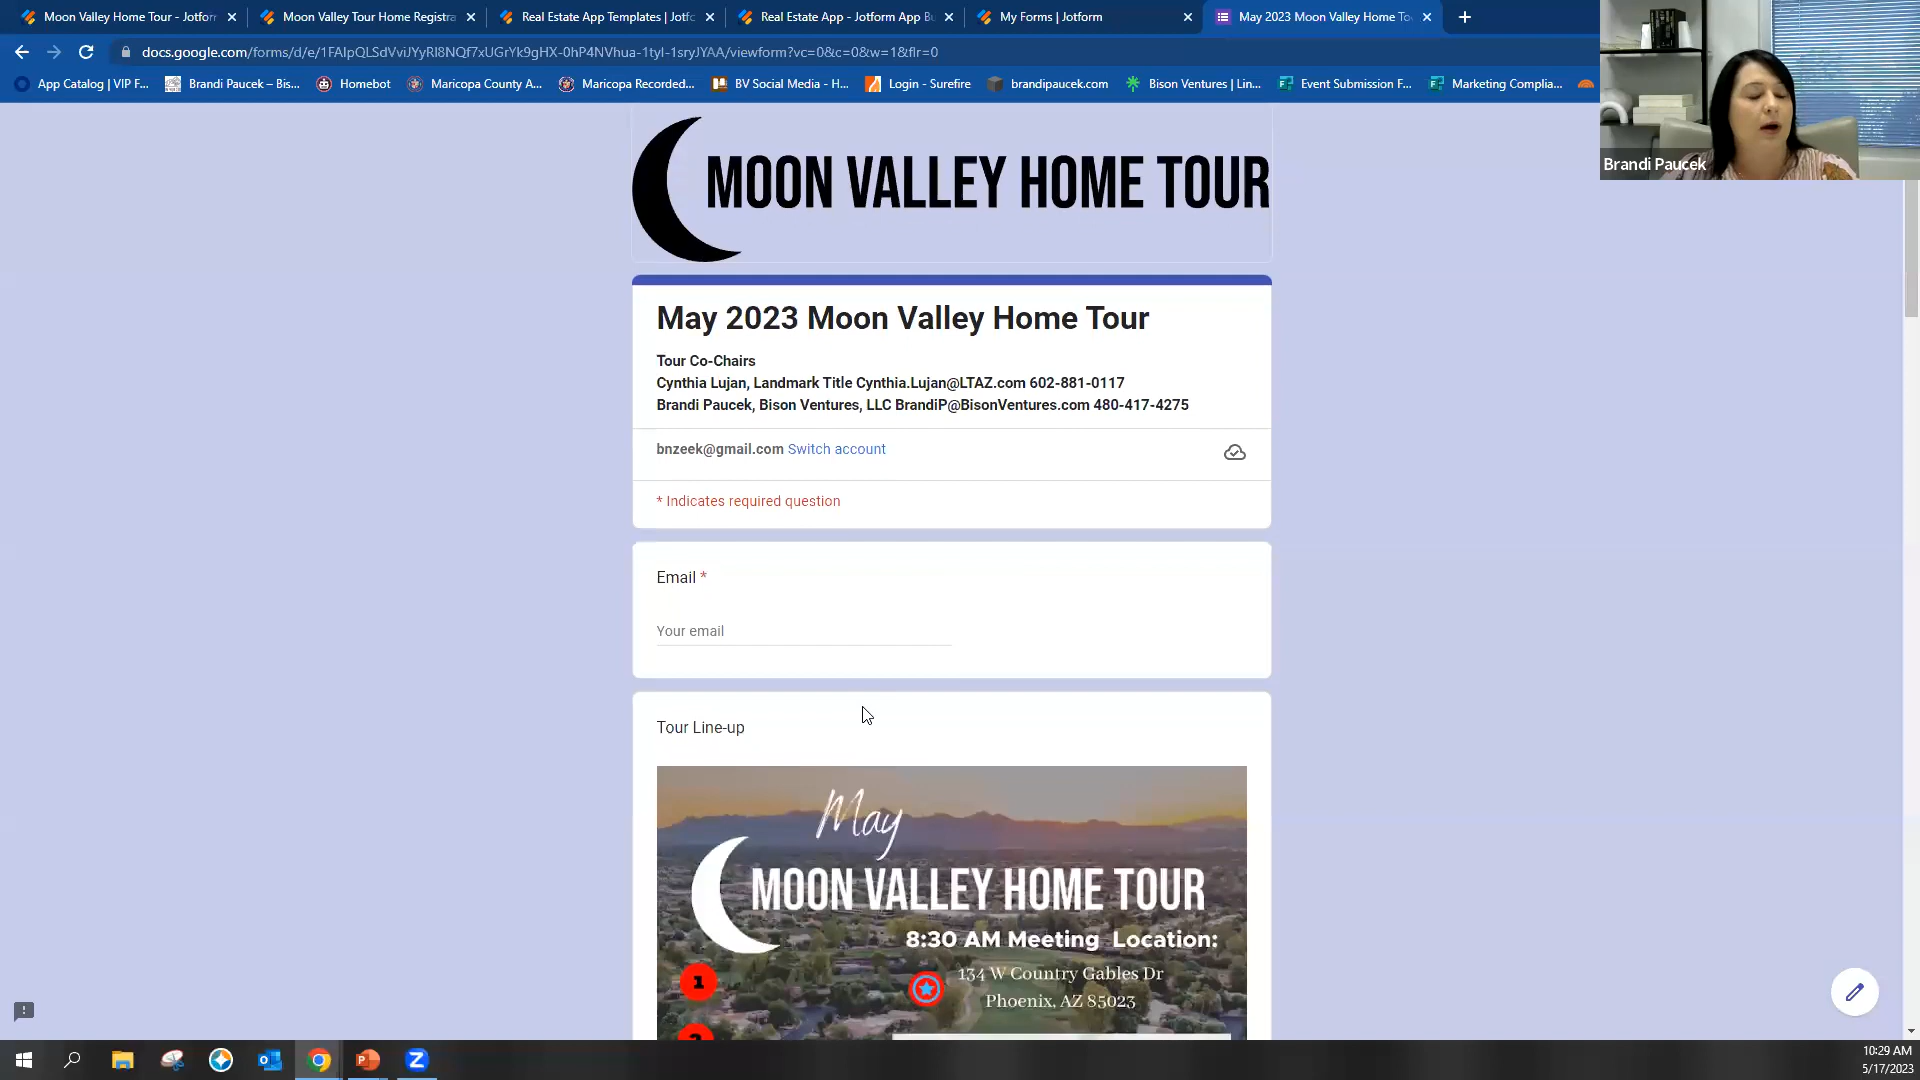 Moon Valley Home Tour - Jotfor
Moon Valley Tour Home Registra
Real Estate App Templates | Jotfo
Real Estate App - Jotform App Bu
My Forms | Jotform
May 2023 Moon Valley Home To
docs.google.com/forms/d/e/1FAIpQLSdVviJYyRl8NQf7xUGrYk9gHX-0hP4NVhua-1tyI-1sryJYAA/viewform?vc=0&c=0&w=1&flr=0
App Catalog | VIP F...
Brandi Paucek – Bis...
Homebot
Maricopa County A...
Maricopa Recorded...
BV Social Media - H...
Login - Surefire
brandipaucek.com
Bison Ventures | Lin...
Event Submission F...
Marketing Complia...
Brandi Paucek
MOON VALLEY HOME TOUR
May 2023 Moon Valley Home Tour
Tour Co-Chairs
Cynthia Lujan, Landmark Title Cynthia.Lujan@LTAZ.com 602-881-0117
Brandi Paucek, Bison Ventures, LLC BrandiP@BisonVentures.com 480-417-4275
bnzeek@gmail.com Switch account
* Indicates required question
Email *
Your email
Tour Line-up
May
MOON VALLEY HOME TOUR
8:30 AM Meeting Location:
1
134 W Country Gables Dr
Phoenix, AZ 85023
10:29 AM
5/17/2023